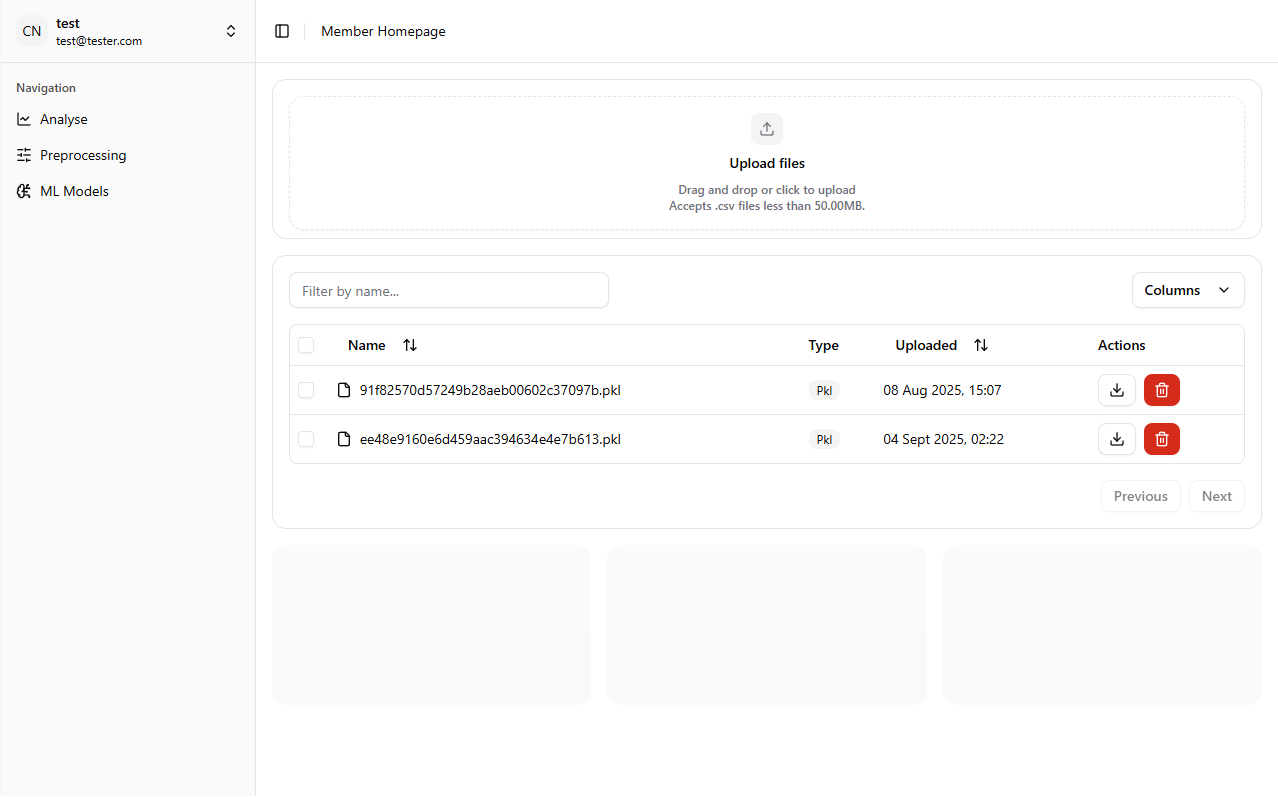 CN
test
test@tester.com
Member Homepage
Navigation
Analyse
Preprocessing
ML Models
Upload files
Drag and drop or click to upload
Accepts .csv files less than 50.00MB.
Filter by name...
Columns
Name Type Uploaded Actions
91f82570d57249b28aeb00602c37097b.pkl Pkl 08 Aug 2025, 15:07
ee48e9160e6d459aac394634e4e7b613.pkl Pkl 04 Sept 2025, 02:22
Previous Next